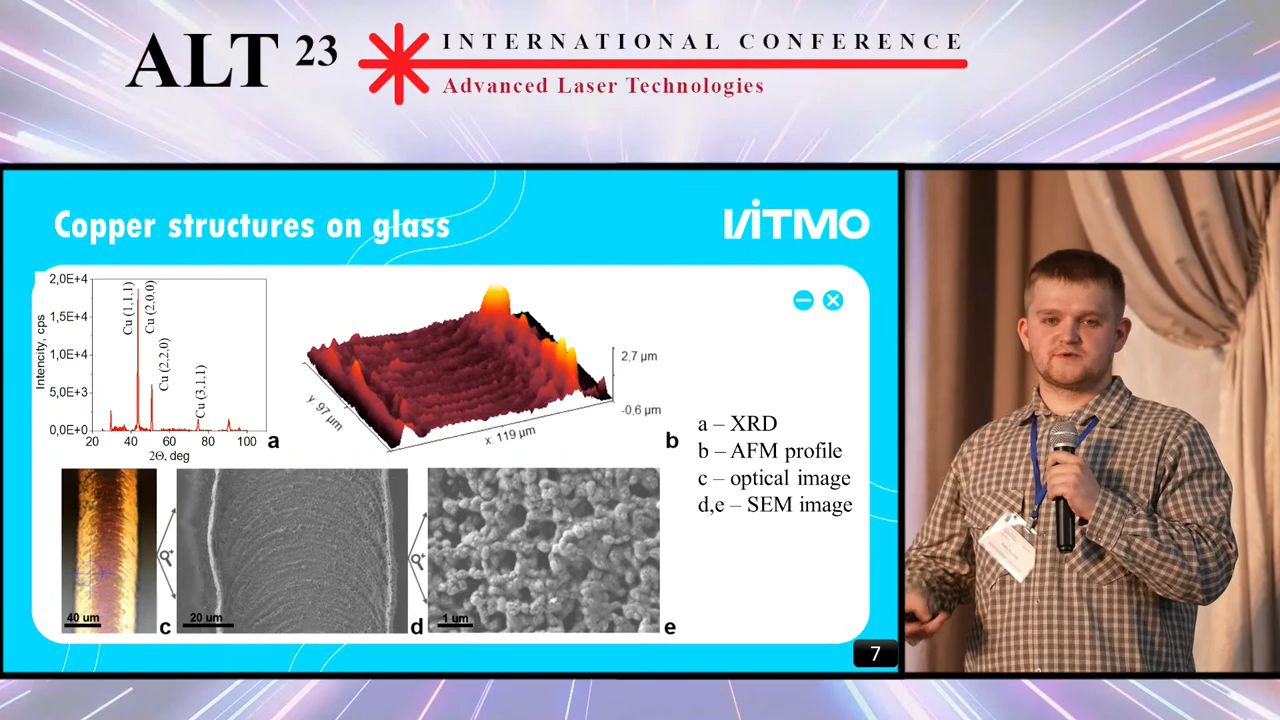 ALT 23
INTERNATIONAL CONFERENCE
Advanced Laser Technologies
Copper structures on glass
ITMO
2,0E+4
1,5E+4
1,0E+4
5,0E+3
0,0E+0
Intencity, cps
Cu (1,1,1)
Cu (2,0,0)
Cu (2,2,0)
Cu (3,1,1)
20 40 60 80 100
2Θ, deg
a
2,7 µm
-0,6 µm
y: 97 µm
x: 119 µm
b
a – XRD
b – AFM profile
c – optical image
d,e – SEM image
40 um
c
20 um
d
1 um
e
7